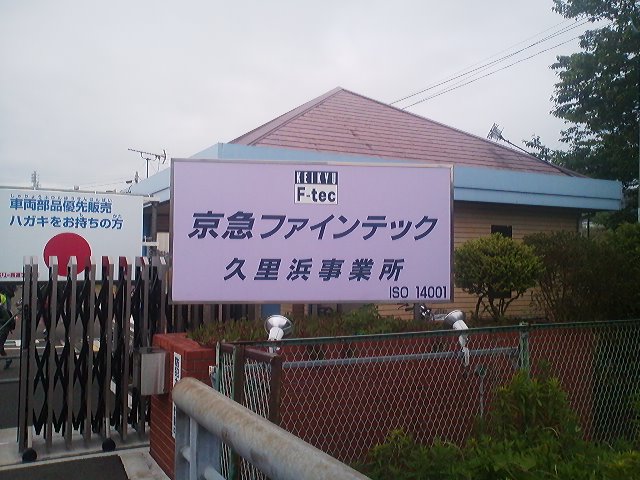 車両部品優先販売
ハガキをお持ちの方
KEIKYU
F-tec
京急ファインテック
久里浜事業所
ISO 14001